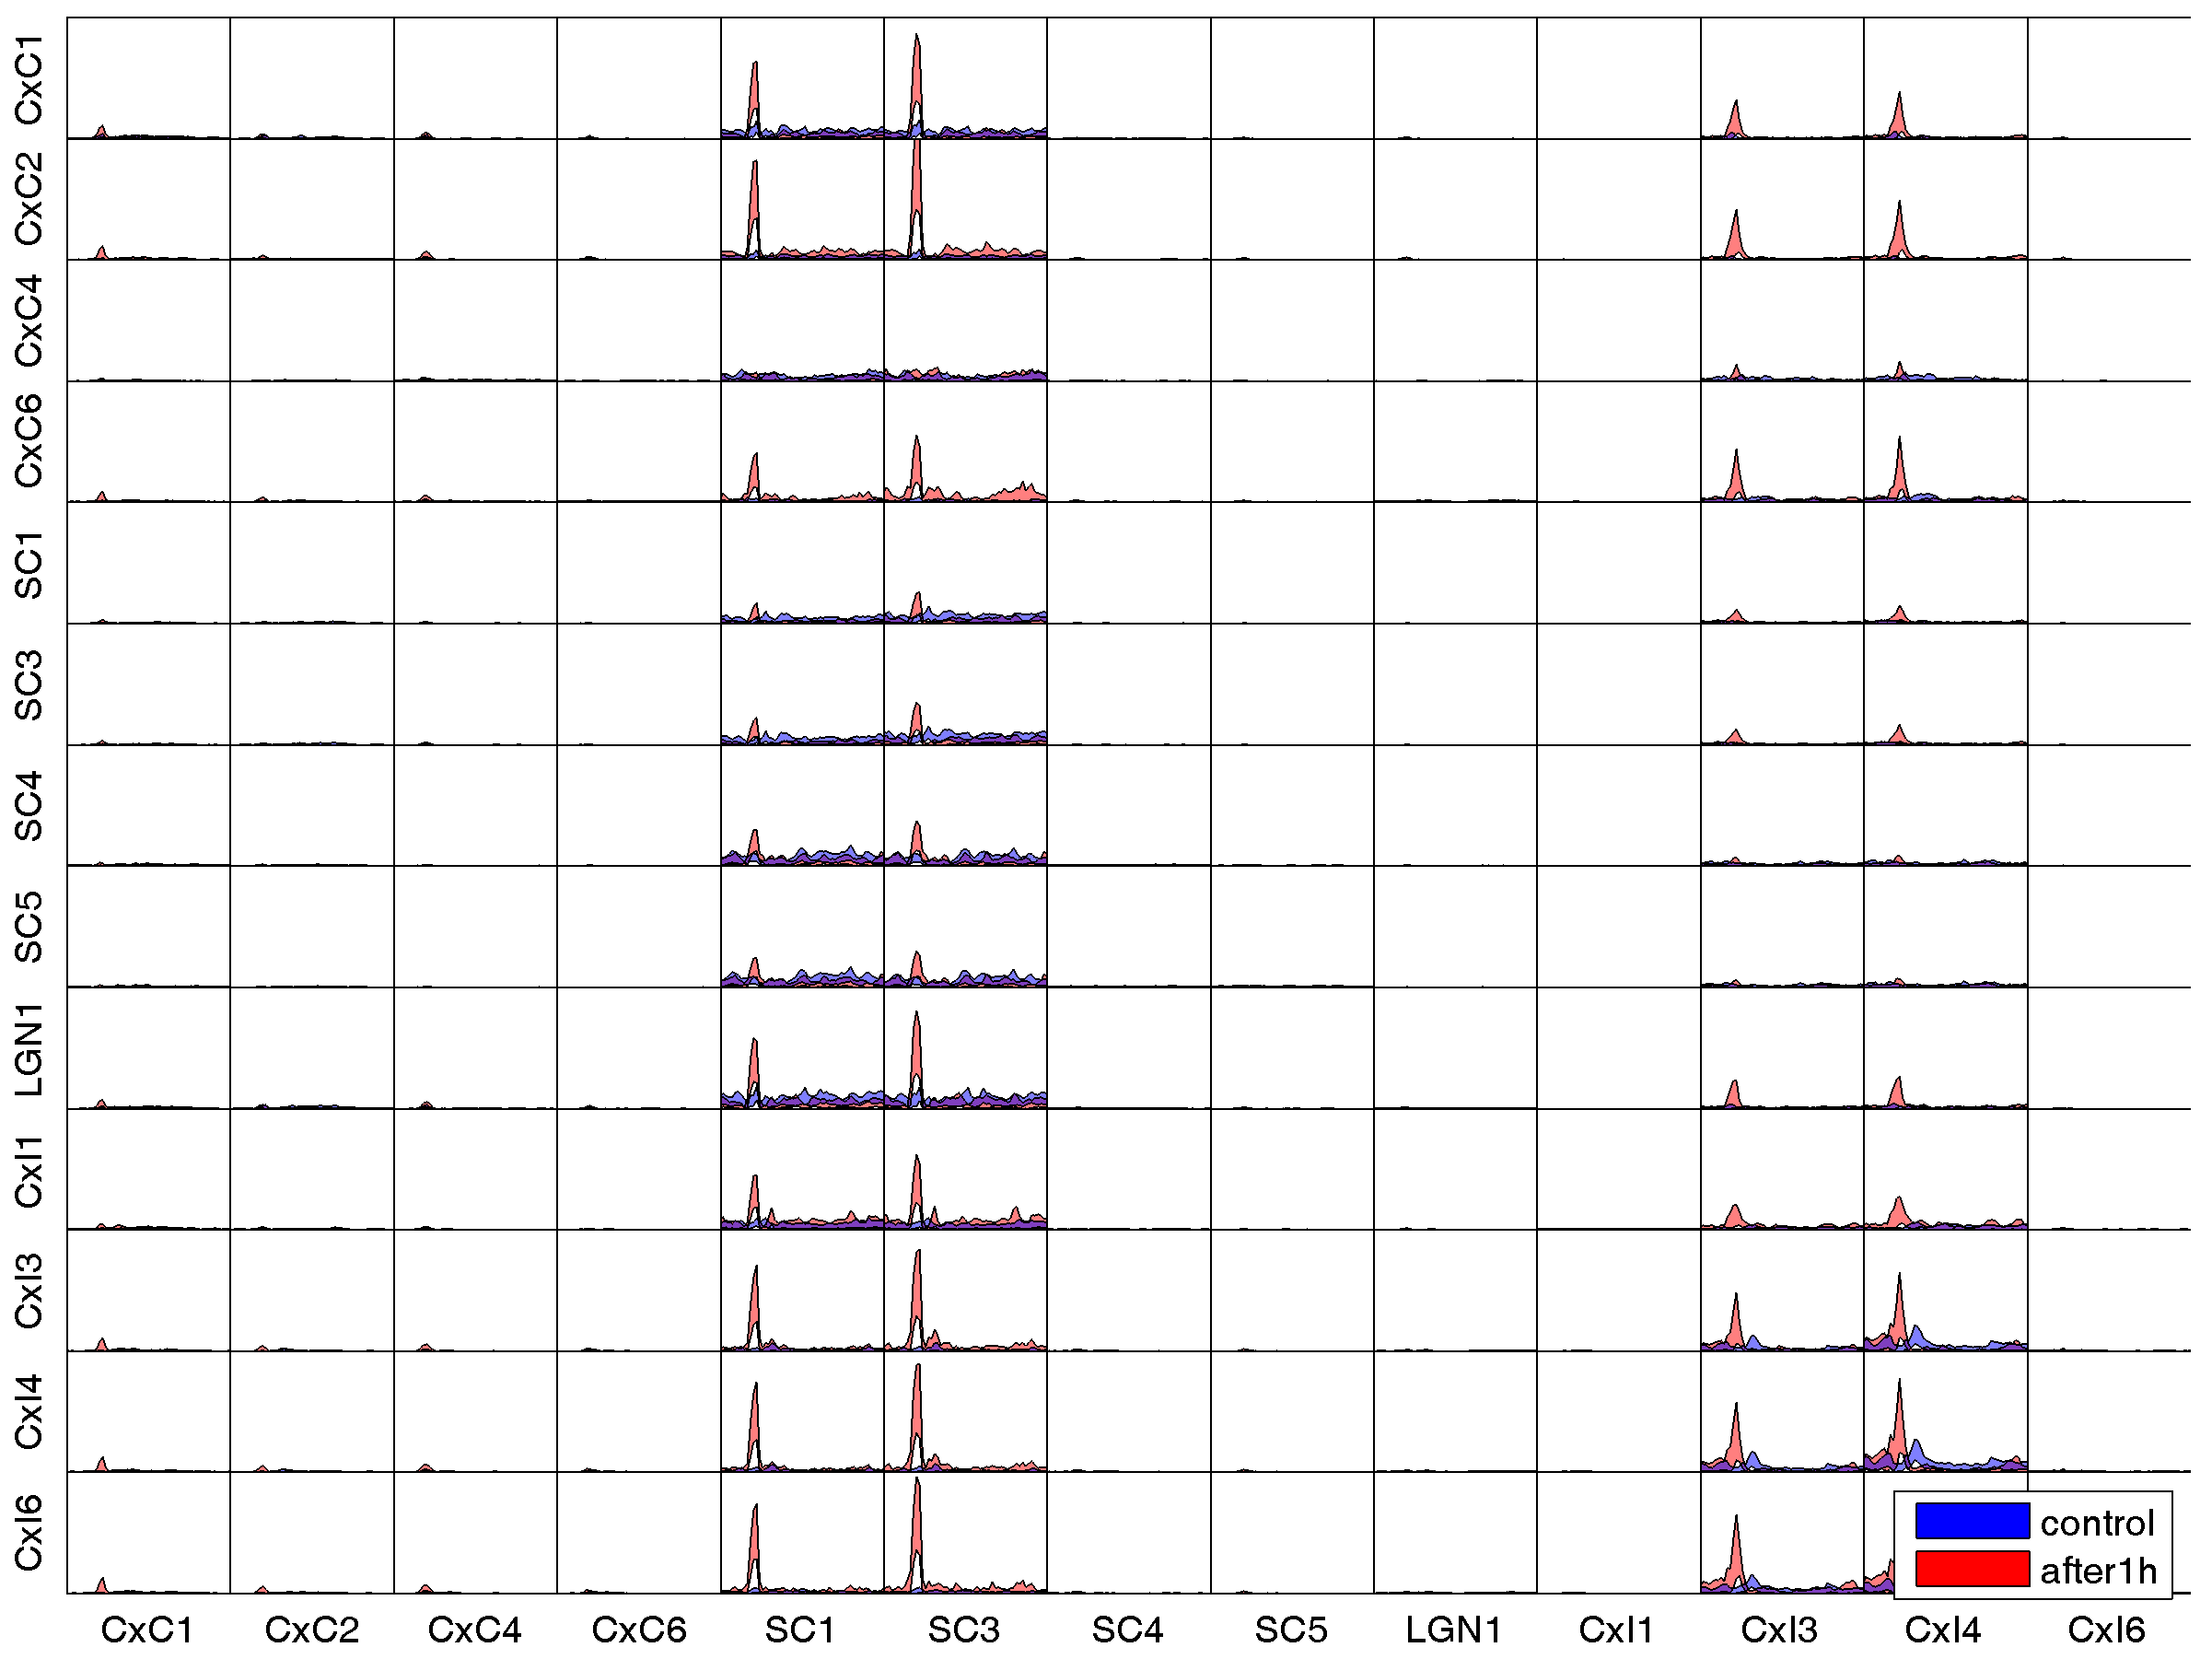 CxC1
CxC2
CxC4
CxC6
SC1
SC3
SC4
SC5
LGN1
CxI1
CxI3
CxI4
CxI6
control
after1h
CxC1 CxC2 CxC4 CxC6 SC1 SC3 SC4 SC5 LGN1 CxI1 CxI3 CxI4 CxI6